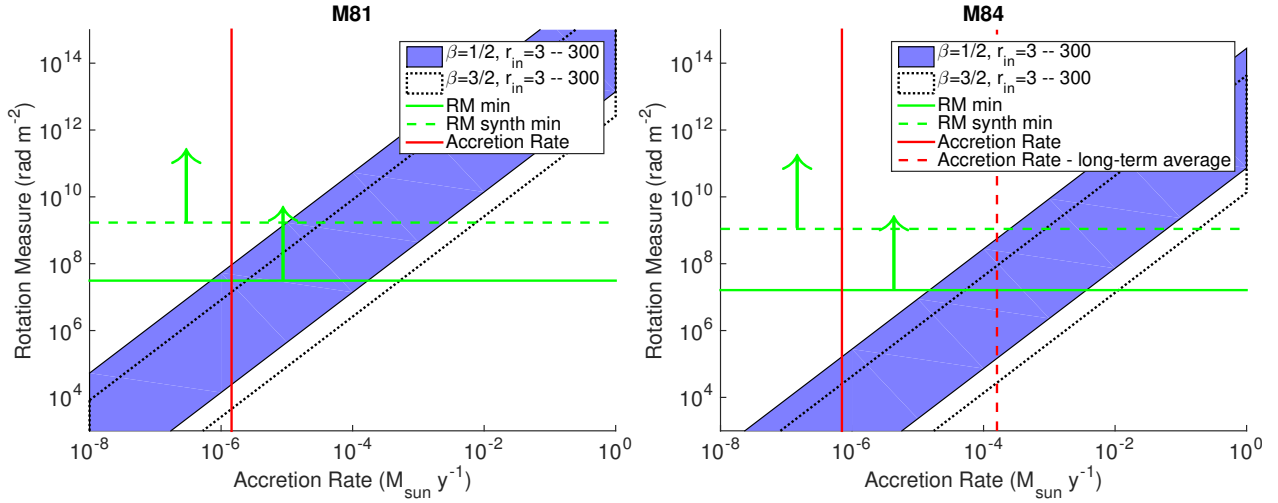 M81
β=1/2, r_in=3 -- 300
β=3/2, r_in=3 -- 300
RM min
RM synth min
Accretion Rate
Rotation Measure (rad m^-2)
10^14
10^12
10^10
10^8
10^6
10^4
10^-8
10^-6
10^-4
10^-2
10^0
Accretion Rate (M_sun y^-1)
M84
β=1/2, r_in=3 -- 300
β=3/2, r_in=3 -- 300
RM min
RM synth min
Accretion Rate
Accretion Rate - long-term average
Rotation Measure (rad m^-2)
10^14
10^12
10^10
10^8
10^6
10^4
10^-8
10^-6
10^-4
10^-2
10^0
Accretion Rate (M_sun y^-1)